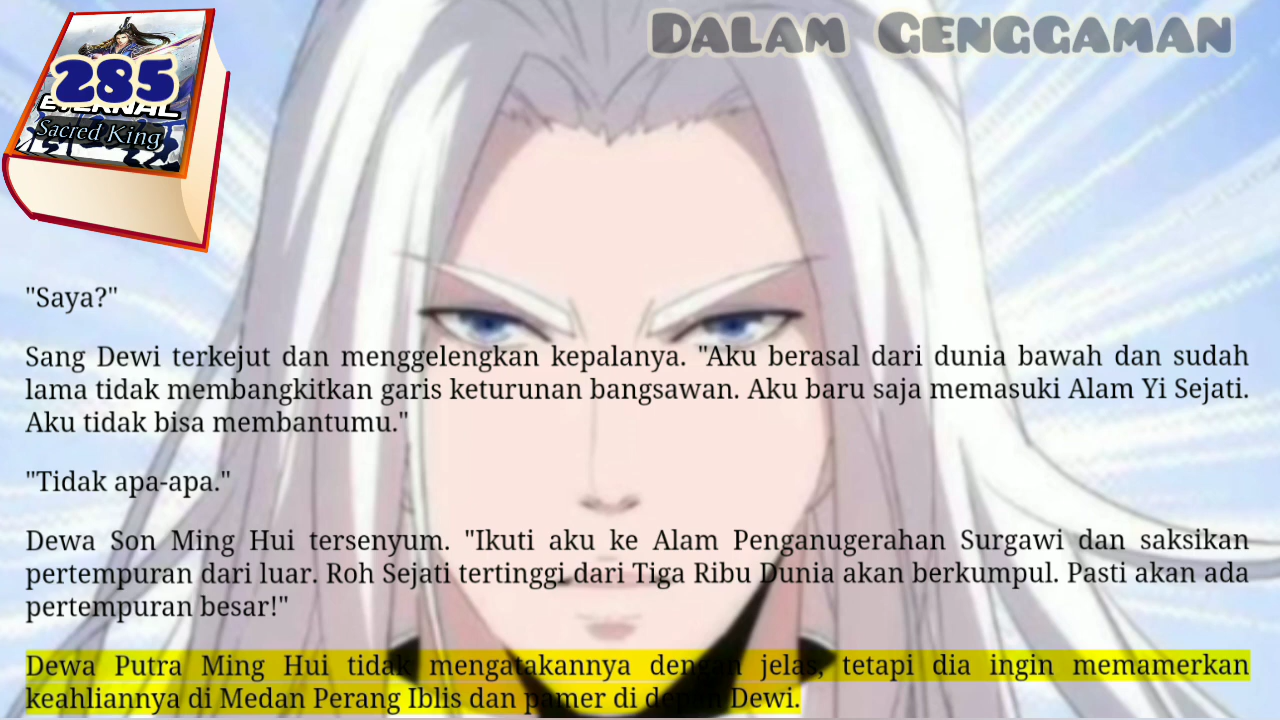 Dalam Genggaman
285
ETERNAL
Sacred King
"Saya?"
Sang Dewi terkejut dan menggelengkan kepalanya. "Aku berasal dari dunia bawah dan sudah
lama tidak membangkitkan garis keturunan bangsawan. Aku baru saja memasuki Alam Yi Sejati.
Aku tidak bisa membantumu."
"Tidak apa-apa."
Dewa Son Ming Hui tersenyum. "Ikuti aku ke Alam Penganugerahan Surgawi dan saksikan
pertempuran dari luar. Roh Sejati tertinggi dari Tiga Ribu Dunia akan berkumpul. Pasti akan ada
pertempuran besar!"
Dewa Putra Ming Hui tidak mengatakannya dengan jelas, tetapi dia ingin memamerkan
keahliannya di Medan Perang Iblis dan pamer di depan Dewi.